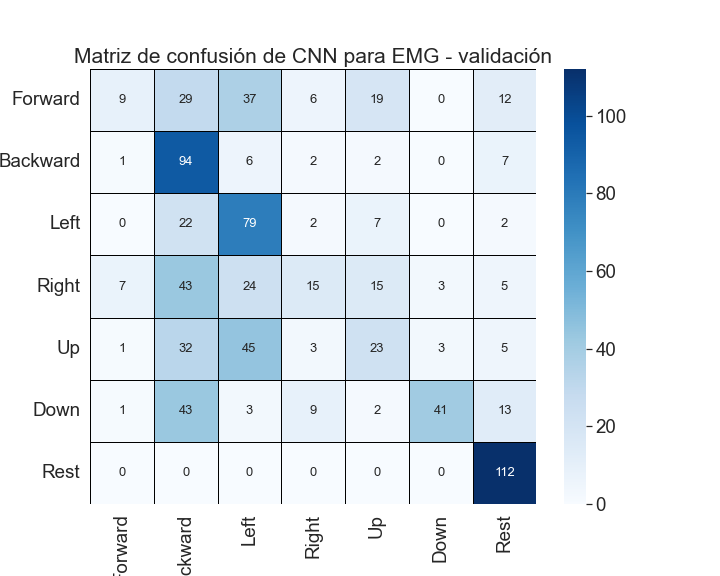 Matriz de confusión de CNN para EMG - validación
Forward 9 29 37 6 19 0 12
Backward 1 94 6 2 2 0 7
Left 0 22 79 2 7 0 2
Right 7 43 24 15 15 3 5
Up 1 32 45 3 23 3 5
Down 1 43 3 9 2 41 13
Rest 0 0 0 0 0 0 112
Forward ckward Left Right Up Down Rest
100
80
60
40
20
0